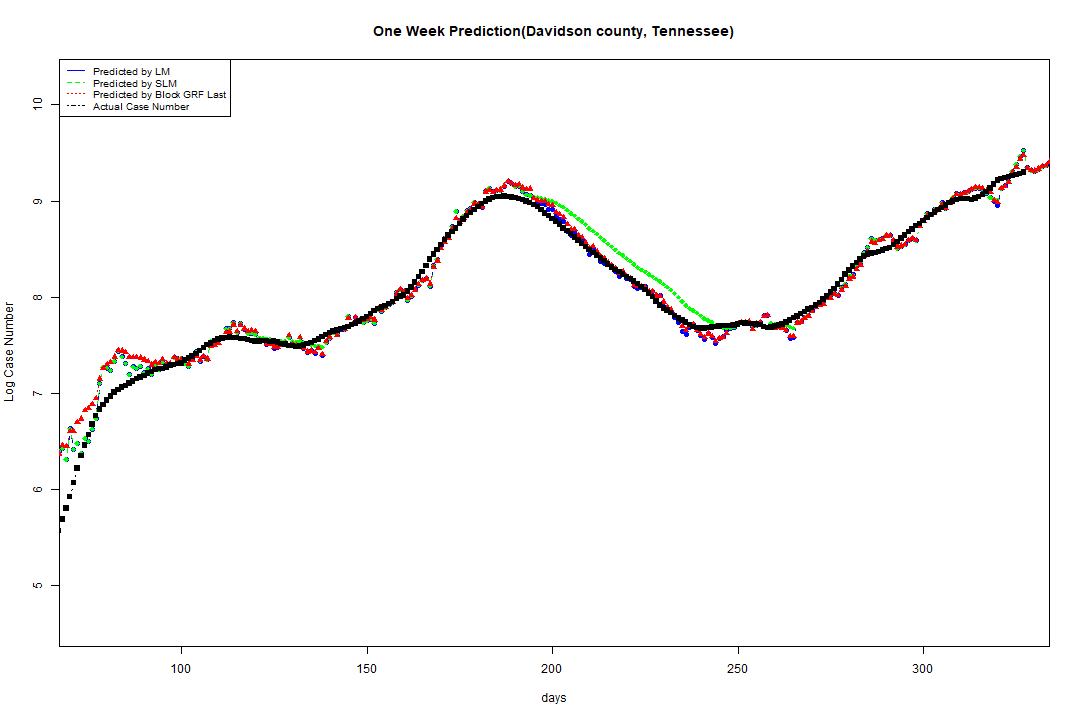 One Week Prediction(Davidson county, Tennessee)
Predicted by LM
Predicted by SLM
Predicted by Block GRF Last
Actual Case Number
10
9
8
7
6
5
Log Case Number
100 150 200 250 300
days